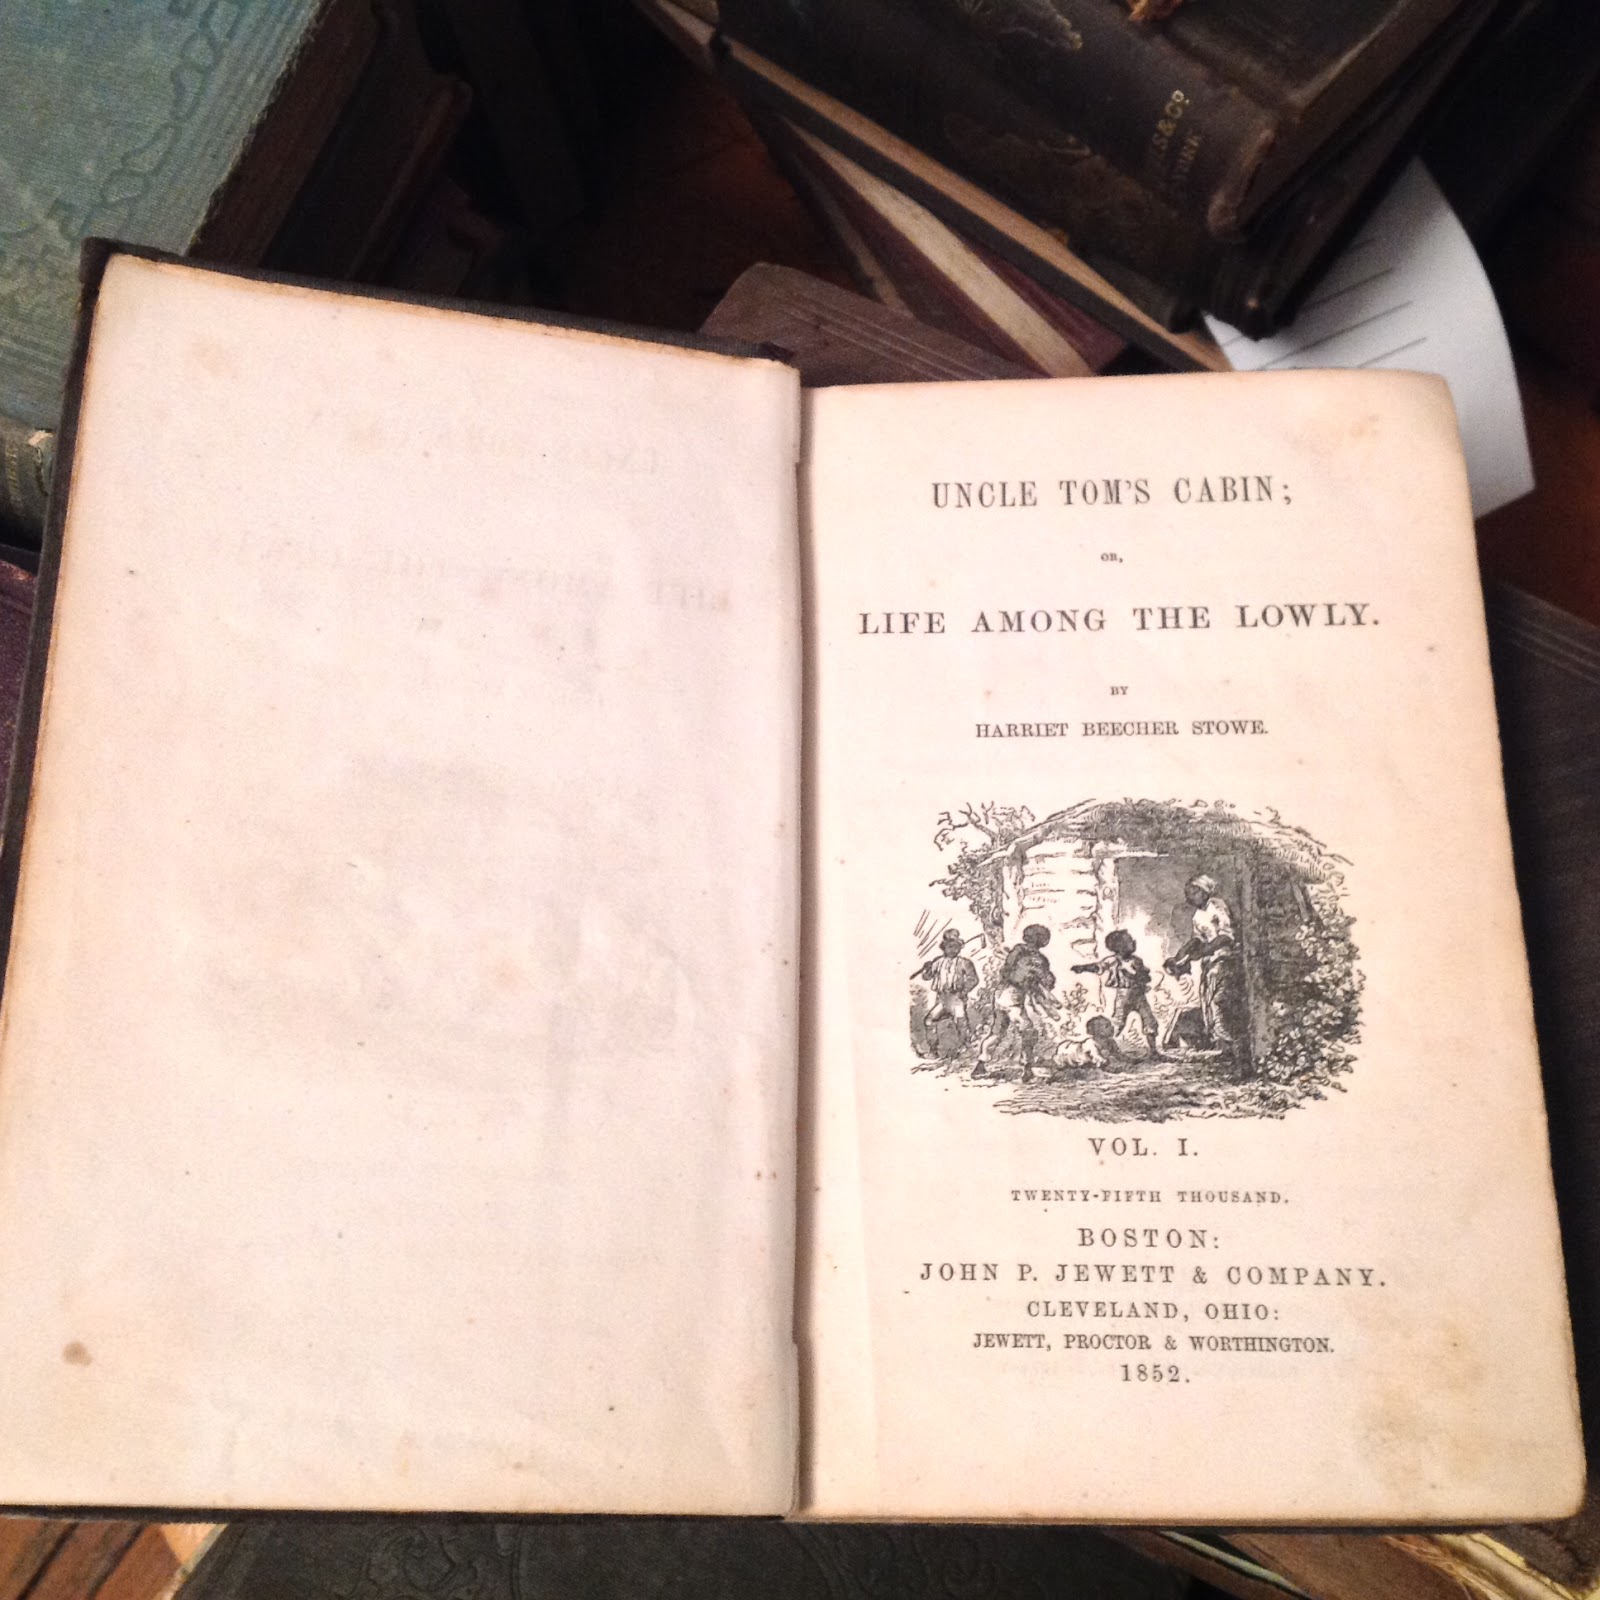 UNCLE TOM'S CABIN;
OR,
LIFE AMONG THE LOWLY.
BY
HARRIET BEECHER STOWE.
VOL. I.
TWENTY-FIFTH THOUSAND.
BOSTON:
JOHN P. JEWETT & COMPANY.
CLEVELAND, OHIO:
JEWETT, PROCTOR & WORTHINGTON.
1852.